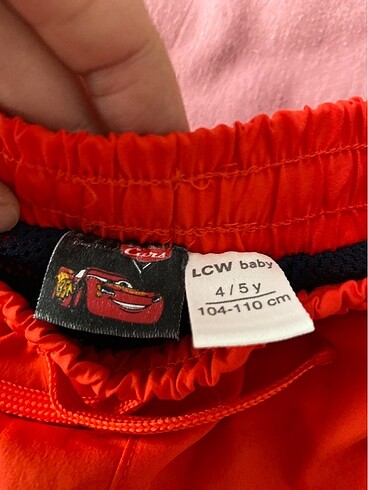 Cars
LCW baby
4 / 5 y
104-110 cm